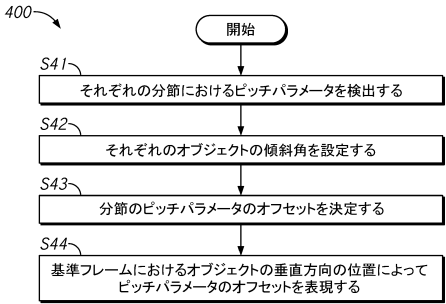 400
開始
S41
それぞれの分節におけるピッチパラメータを検出する
S42
それぞれのオブジェクトの傾斜角を設定する
S43
分節のピッチパラメータのオフセットを決定する
S44
基準フレームにおけるオブジェクトの垂直方向の位置によって
ピッチパラメータのオフセットを表現する